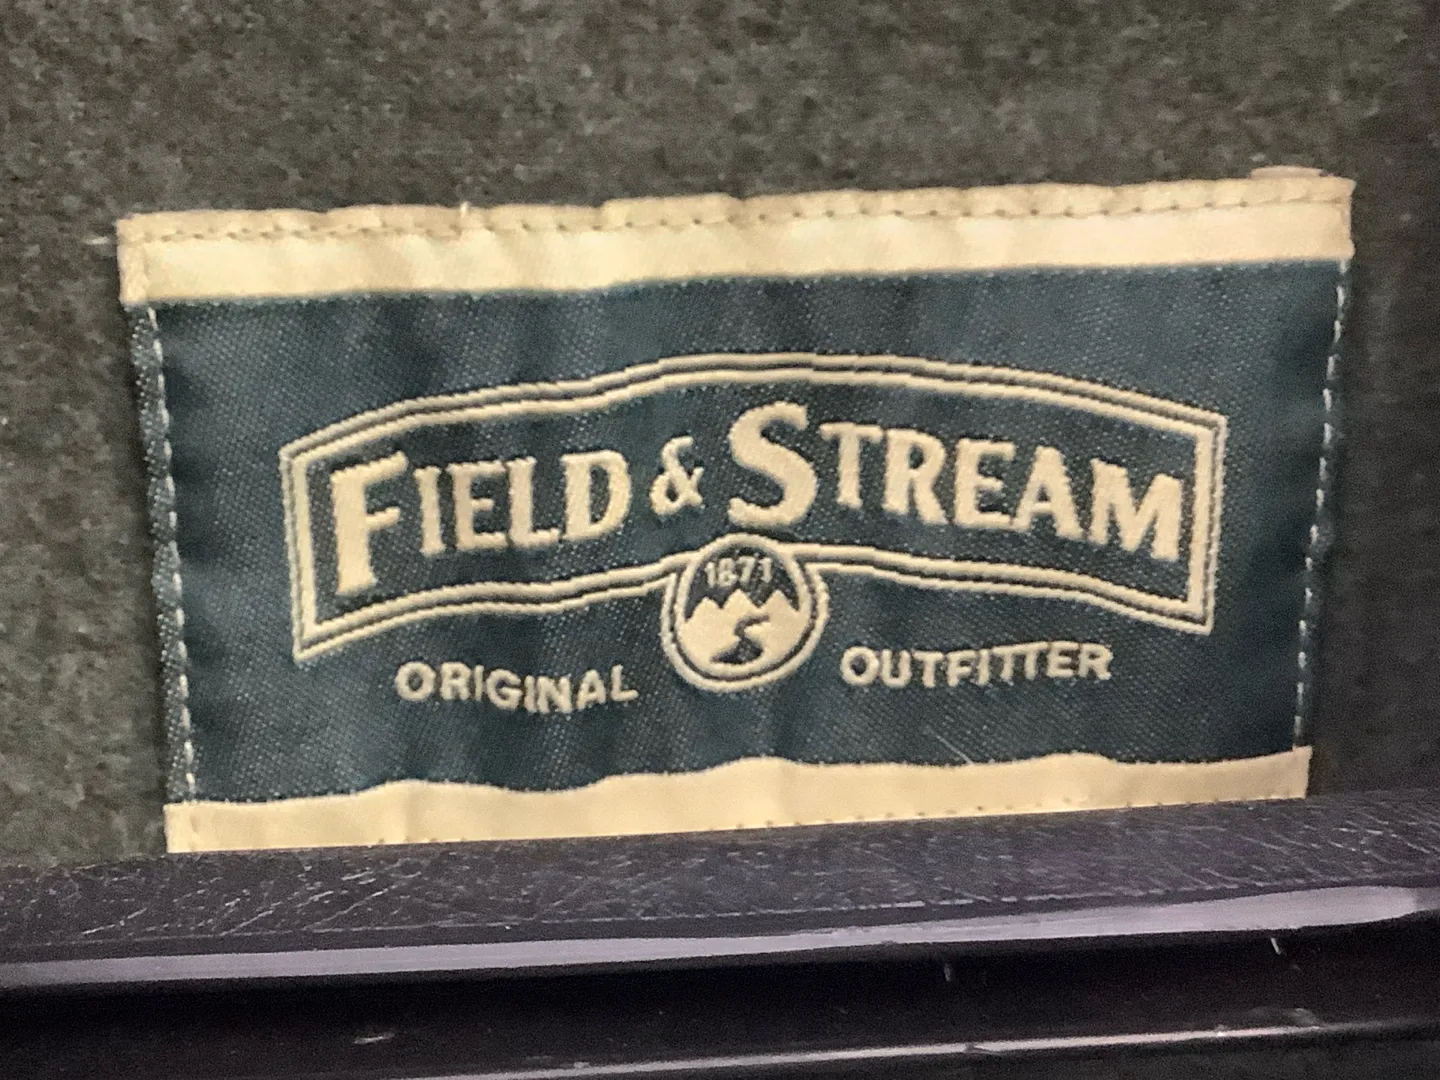 FIELD & STREAM
1871
ORIGINAL OUTFITTER